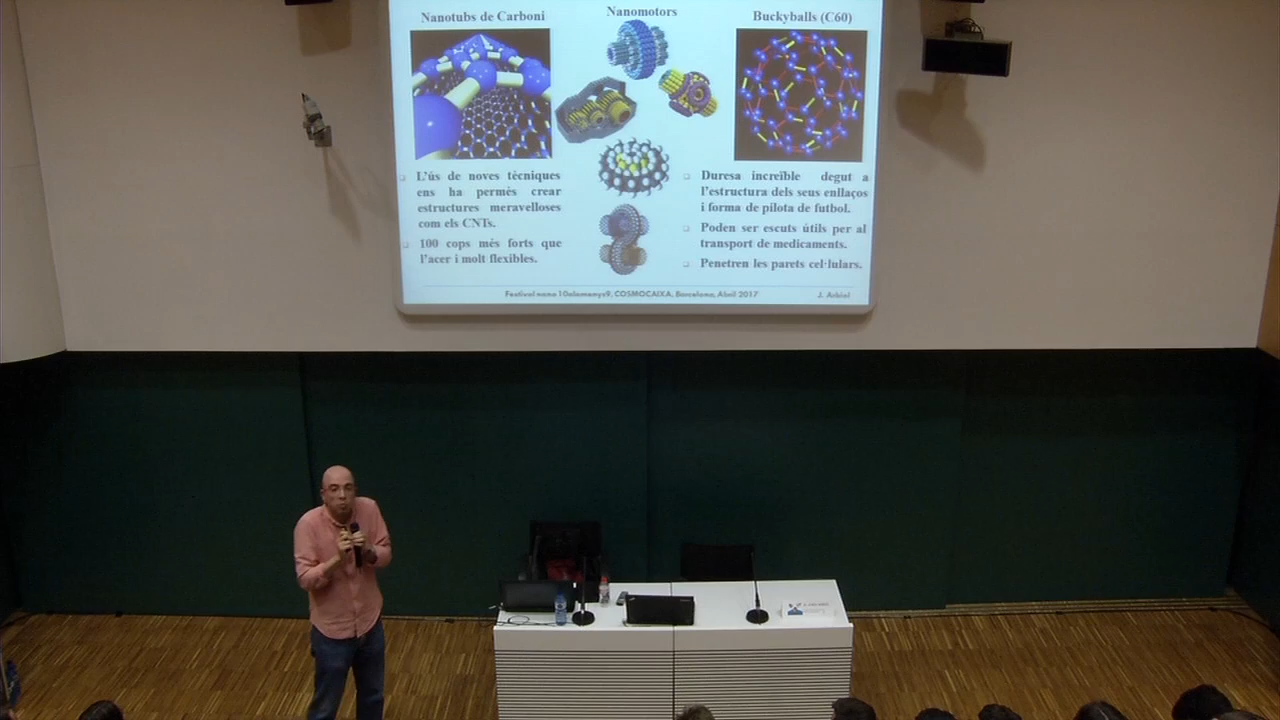 Nanotubs de Carboni
Nanomotors
Buckyballs (C60)
L'ús de noves tècniques
ens ha permès crear
estructures meravelloses
com els CNTs.
100 cops més forts que
l'acer i molt flexibles.
Duresa increïble degut a
l'estructura dels seus enllaços
i forma de pilota de futbol.
Poden ser escuts útils per al
transport de medicaments.
Penetren les parets cel·lulars.
Festival nano 10alamenys9, COSMOCAIXA, Barcelona, Abril 2017
J. Arbiol